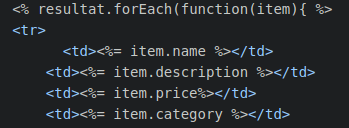 <% resultat.forEach(function(item){ %>
<tr>
<td><%= item.name %></td>
<td><%= item.description %></td>
<td><%= item.price%></td>
<td><%= item.category %></td>